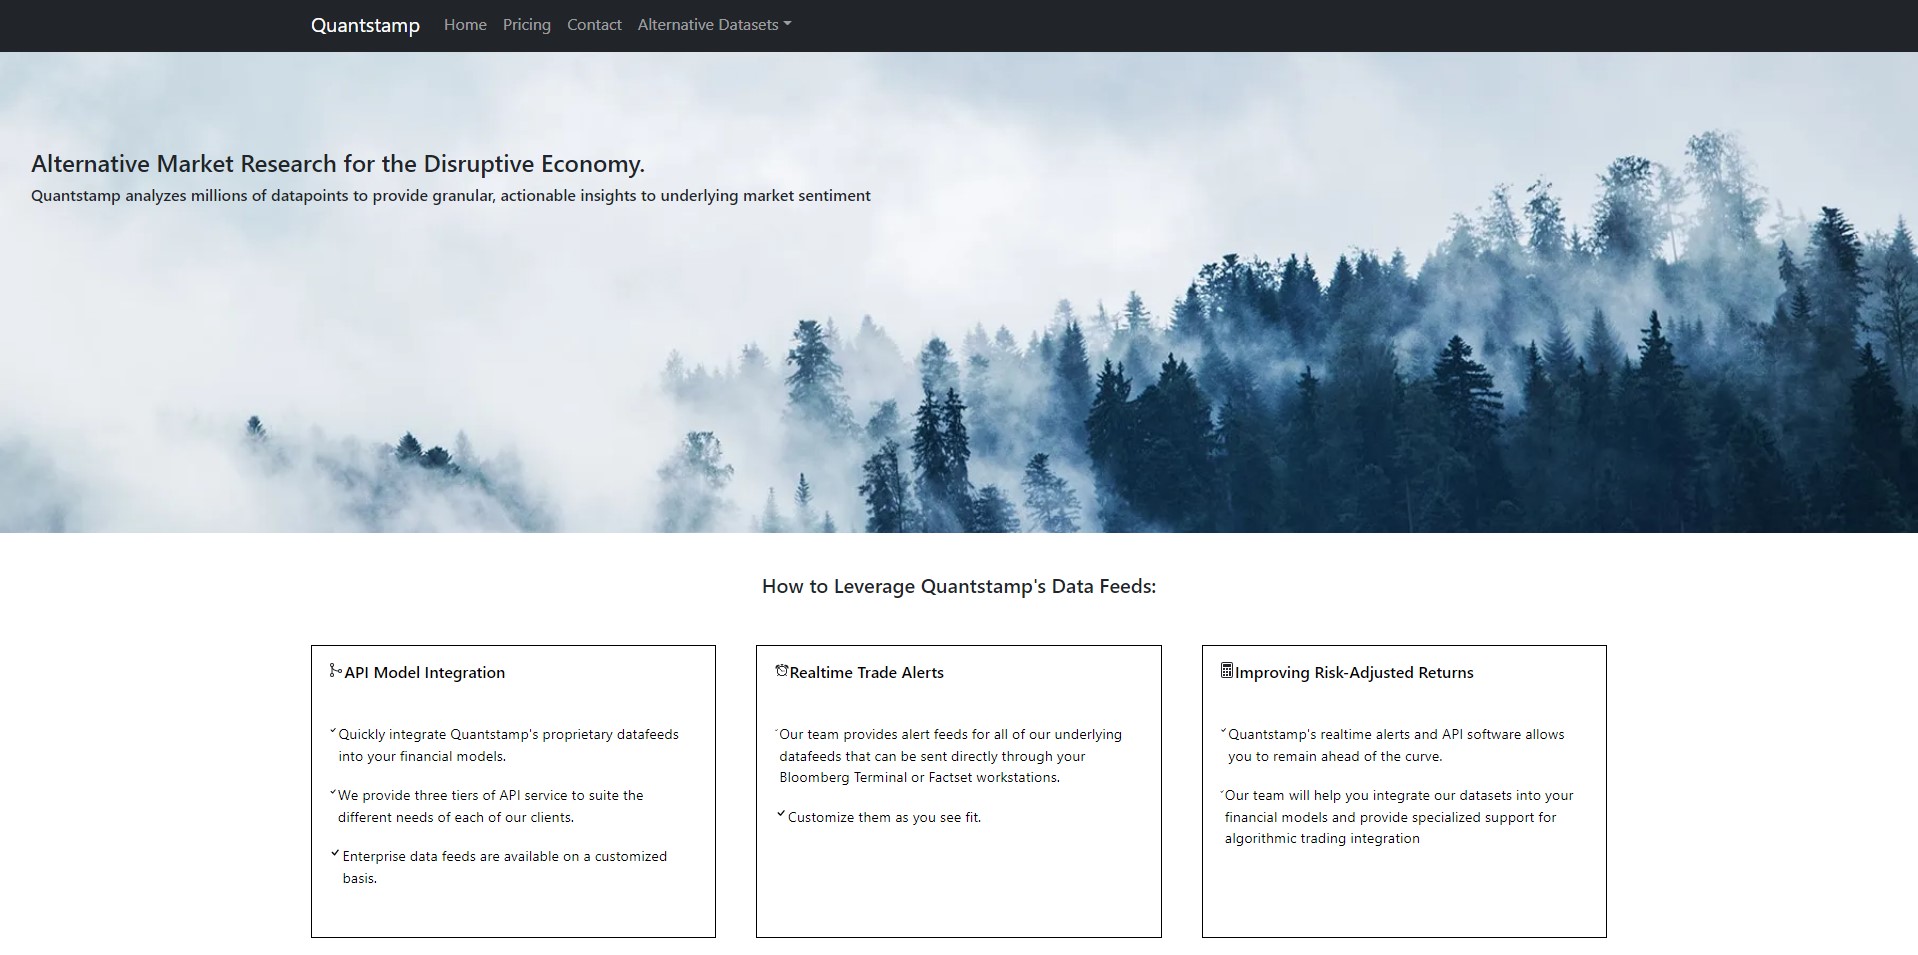 Quantstamp Home Pricing Contact Alternative Datasets
Alternative Market Research for the Disruptive Economy.
Quantstamp analyzes millions of datapoints to provide granular, actionable insights to underlying market sentiment
How to Leverage Quantstamp's Data Feeds:
API Model Integration
Quickly integrate Quantstamp's proprietary datafeeds
into your financial models.
We provide three tiers of API service to suite the
different needs of each of our clients.
Enterprise data feeds are available on a customized
basis.
Realtime Trade Alerts
Our team provides alert feeds for all of our underlying
datafeeds that can be sent directly through your
Bloomberg Terminal or Factset workstations.
Customize them as you see fit.
Improving Risk-Adjusted Returns
Quantstamp's realtime alerts and API software allows
you to remain ahead of the curve.
Our team will help you integrate our datasets into your
financial models and provide specialized support for
algorithmic trading integration